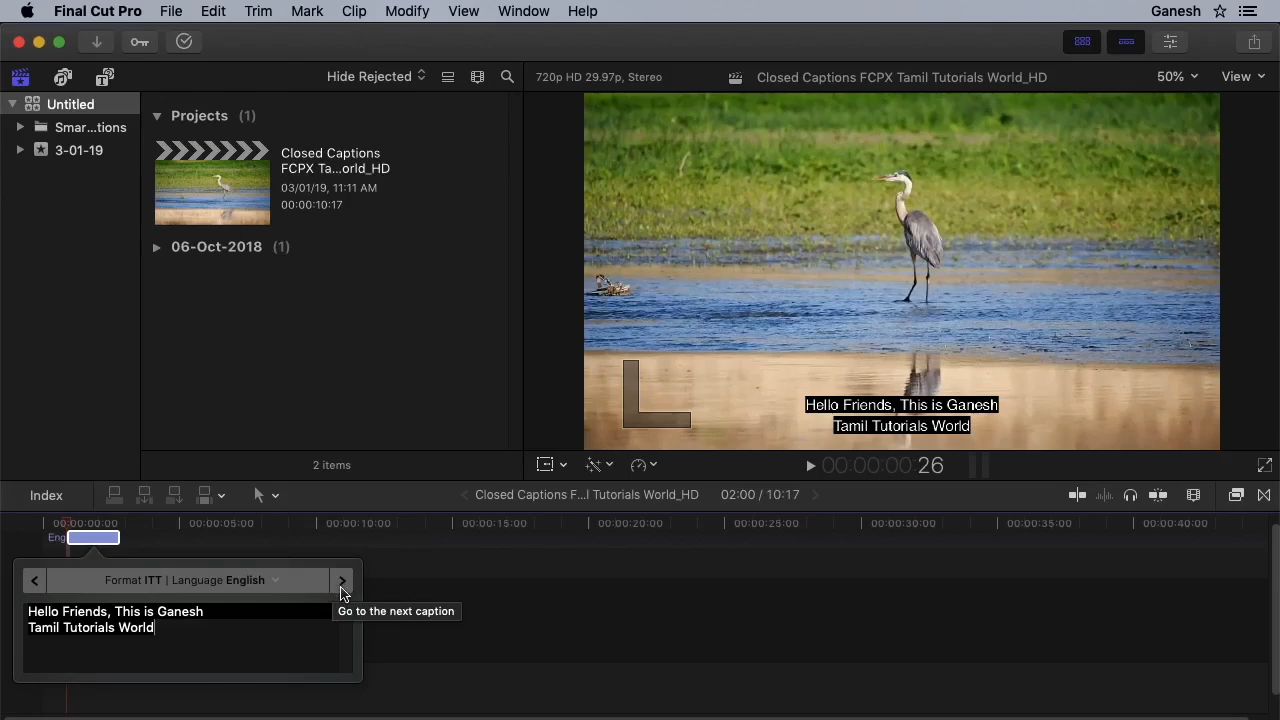 Final Cut Pro File Edit Trim Mark Clip Modify View Window Help Ganesh
Hide Rejected 720p HD 29.97p, Stereo Closed Captions FCPX Tamil Tutorials World_HD 50% View
Untitled
Smar...tions
3-01-19
Projects (1)
Closed Captions
FCPX Ta...orld_HD
03/01/19, 11:11 AM
00:00:10:17
06-Oct-2018 (1)
Hello Friends, This is Ganesh
Tamil Tutorials World
2 items
00:00:00:26
Index Closed Captions F...l Tutorials World_HD 02:00 / 10:17
00:00:00:00 00:00:05:00 00:00:10:00 00:00:15:00 00:00:20:00 00:00:25:00 00:00:30:00 00:00:35:00 00:00:40:00
Eng
Format ITT | Language English
Hello Friends, This is Ganesh
Tamil Tutorials World
Go to the next caption